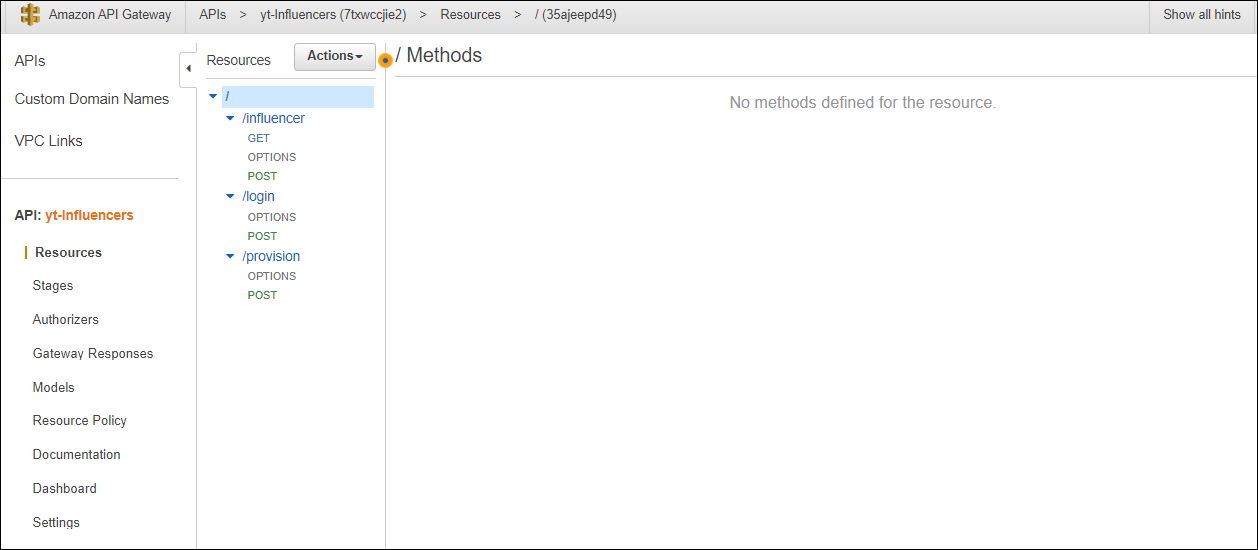 Amazon API Gateway APIs > yt-Influencers (7txwccjie2) > Resources > / (35ajeepd49) Show all hints
APIs
Custom Domain Names
VPC Links
API: yt-Influencers
Resources
Stages
Authorizers
Gateway Responses
Models
Resource Policy
Documentation
Dashboard
Settings
Resources Actions
/
/influencer
GET
OPTIONS
POST
/login
OPTIONS
POST
/provision
OPTIONS
POST
/ Methods
No methods defined for the resource.